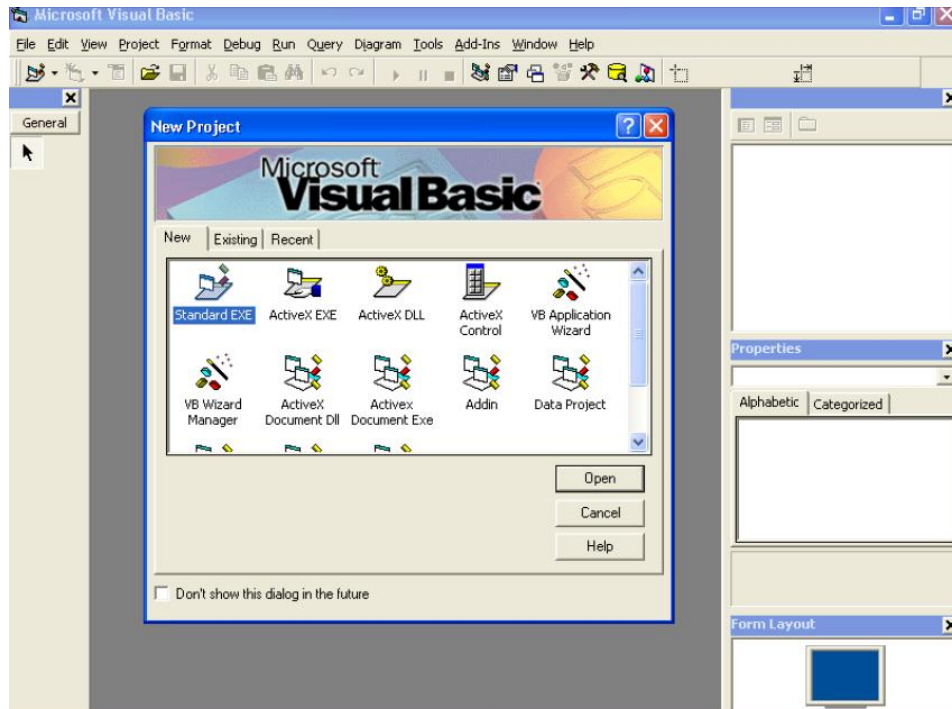 Microsoft Visual Basic
File Edit View Project Format Debug Run Query Diagram Tools Add-Ins Window Help
General
New Project
Microsoft
Visual Basic
New Existing Recent
Standard EXE ActiveX EXE ActiveX DLL ActiveX Control VB Application Wizard
VB Wizard Manager ActiveX Document Dll Activex Document Exe Addin Data Project
Open
Cancel
Help
Don't show this dialog in the future
Properties
Alphabetic Categorized
Form Layout